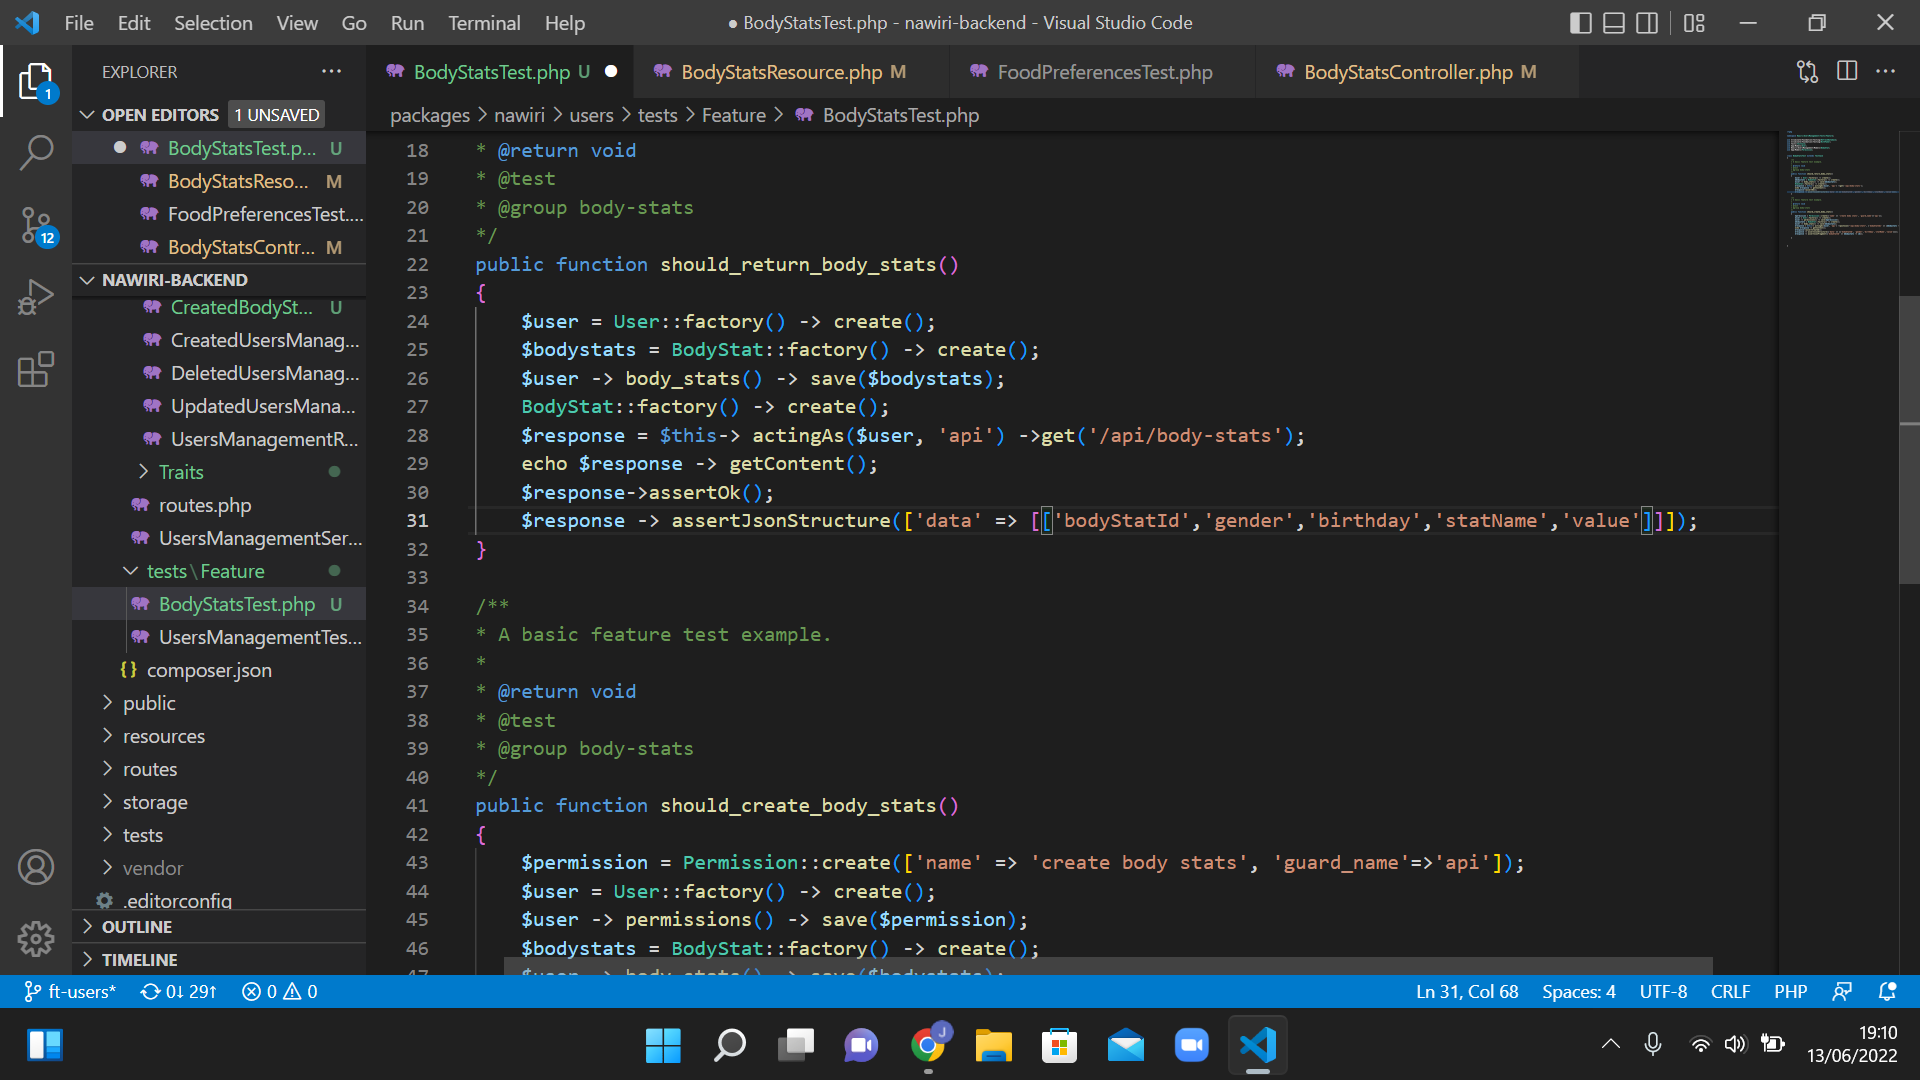 File Edit Selection View Go Run Terminal Help
● BodyStatsTest.php - nawiri-backend - Visual Studio Code
EXPLORER
OPEN EDITORS 1 UNSAVED
BodyStatsTest.p... U
BodyStatsReso... M
FoodPreferencesTest....
BodyStatsContr... M
NAWIRI-BACKEND
CreatedBodySt... U
CreatedUsersManag...
DeletedUsersManag...
UpdatedUsersMana...
UsersManagementR...
Traits
routes.php
UsersManagementSer...
tests\Feature
BodyStatsTest.php U
UsersManagementTes...
composer.json
public
resources
routes
storage
tests
vendor
.editorconfig
OUTLINE
TIMELINE
1
12
BodyStatsTest.php U
BodyStatsResource.php M
FoodPreferencesTest.php
BodyStatsController.php M
packages > nawiri > users > tests > Feature > BodyStatsTest.php
18 * @return void
19 * @test
20 * @group body-stats
21 */
22 public function should_return_body_stats()
23 {
24 $user = User::factory() -> create();
25 $bodystats = BodyStat::factory() -> create();
26 $user -> body_stats() -> save($bodystats);
27 BodyStat::factory() -> create();
28 $response = $this-> actingAs($user, 'api') ->get('/api/body-stats');
29 echo $response -> getContent();
30 $response->assertOk();
31 $response -> assertJsonStructure(['data' => [['bodyStatId','gender','birthday','statName','value']]]);
32 }
33
34 /**
35 * A basic feature test example.
36 *
37 * @return void
38 * @test
39 * @group body-stats
40 */
41 public function should_create_body_stats()
42 {
43 $permission = Permission::create(['name' => 'create body stats', 'guard_name'=>'api']);
44 $user = User::factory() -> create();
45 $user -> permissions() -> save($permission);
46 $bodystats = BodyStat::factory() -> create();
47 $user -> body_stats() -> save($bodystats);
ft-users* 0↓ 29↑ 0 0
Ln 31, Col 68 Spaces: 4 UTF-8 CRLF PHP
J
19:10
13/06/2022